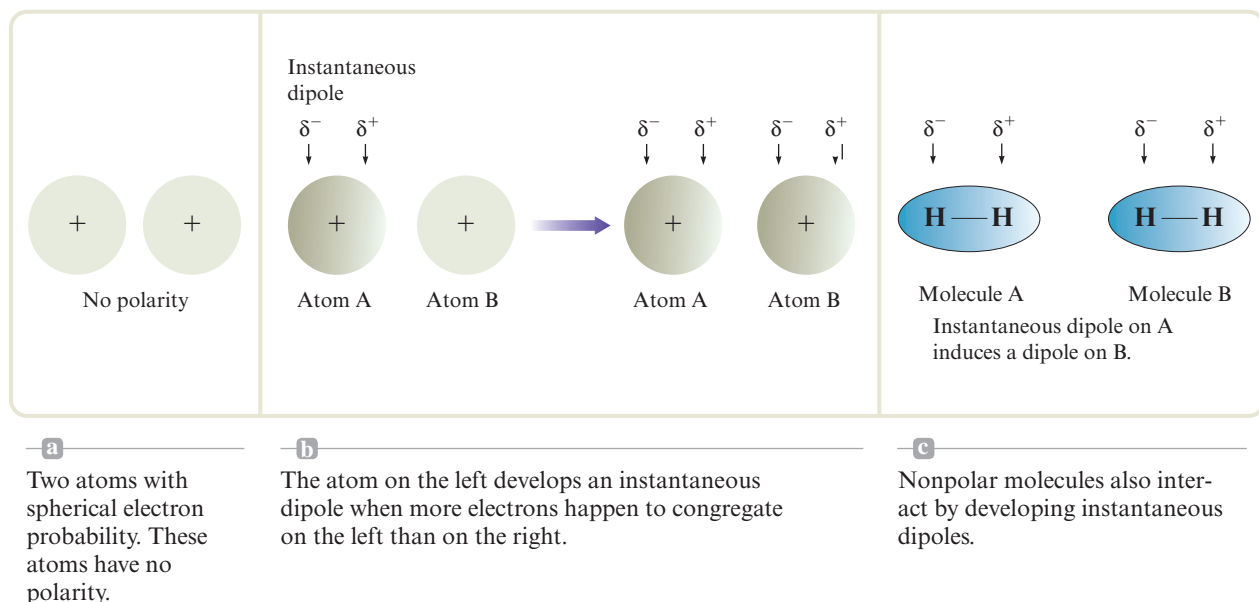 Instantaneous
dipole
δ⁻ δ⁺
δ⁻ δ⁺ δ⁻ δ⁺
δ⁻ δ⁺ δ⁻ δ⁺
+ +
+ +
+ +
H — H H — H
No polarity
Atom A Atom B
Atom A Atom B
Molecule A Molecule B
Instantaneous dipole on A
induces a dipole on B.
a
Two atoms with
spherical electron
probability. These
atoms have no
polarity.
b
The atom on the left develops an instantaneous
dipole when more electrons happen to congregate
on the left than on the right.
c
Nonpolar molecules also inter-
act by developing instantaneous
dipoles.